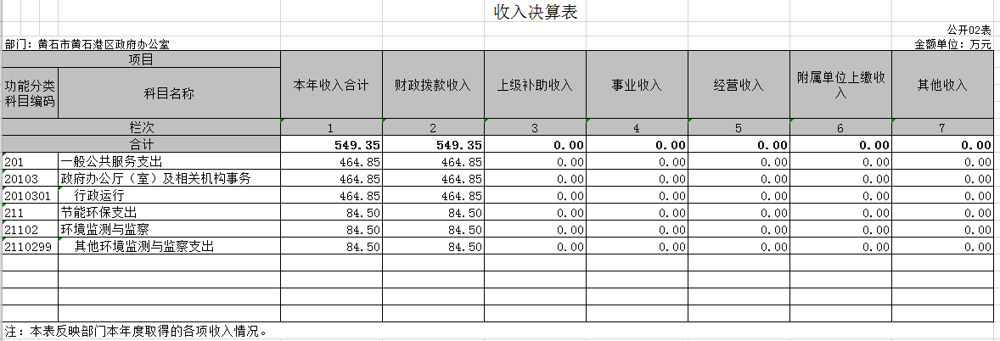 收入决算表
公开02表
部门：黄石市黄石港区政府办公室 金额单位：万元
项目 本年收入合计 财政拨款收入 上级补助收入 事业收入 经营收入 附属单位上缴收入 其他收入
功能分类科目编码 科目名称
栏次 1 2 3 4 5 6 7
合计 549.35 549.35 0.00 0.00 0.00 0.00 0.00
201 一般公共服务支出 464.85 464.85 0.00 0.00 0.00 0.00 0.00
20103 政府办公厅（室）及相关机构事务 464.85 464.85 0.00 0.00 0.00 0.00 0.00
2010301 行政运行 464.85 464.85 0.00 0.00 0.00 0.00 0.00
211 节能环保支出 84.50 84.50 0.00 0.00 0.00 0.00 0.00
21102 环境监测与监察 84.50 84.50 0.00 0.00 0.00 0.00 0.00
2110299 其他环境监测与监察支出 84.50 84.50 0.00 0.00 0.00 0.00 0.00
注：本表反映部门本年度取得的各项收入情况。